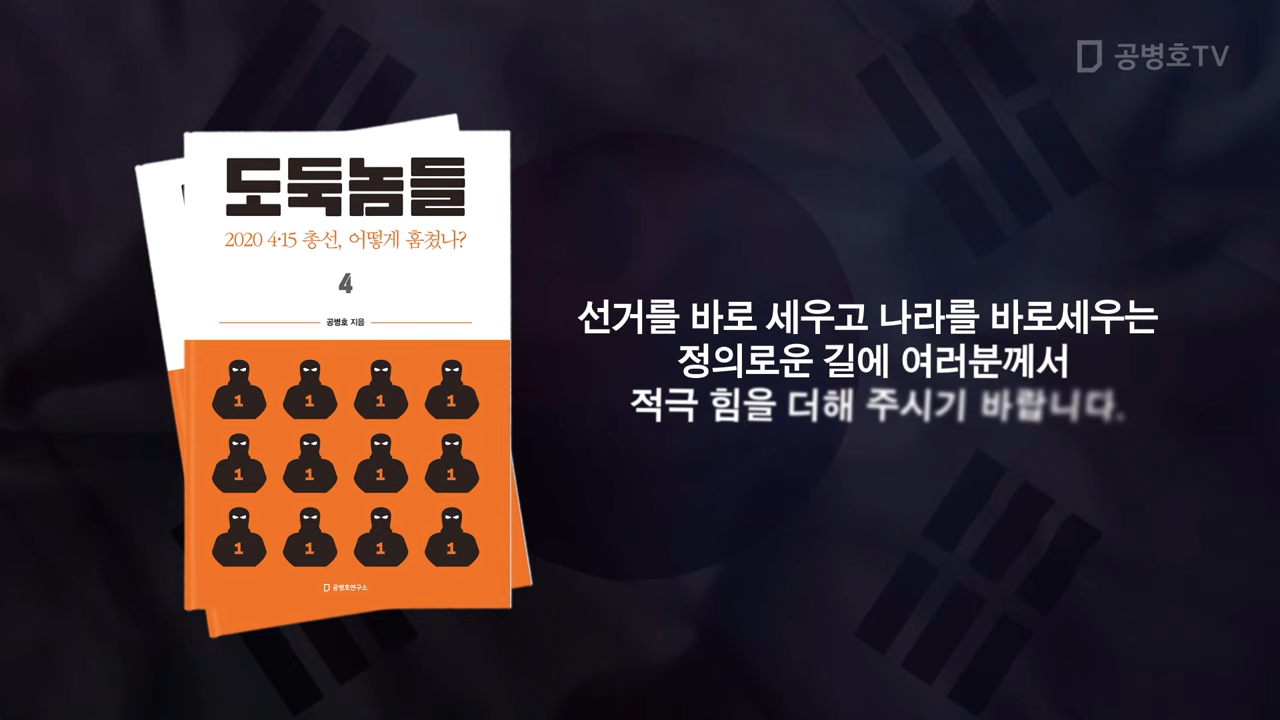 공병호TV
도둑놈들
2020 4·15 총선, 어떻게 훔쳤나?
4
공병호 지음
1 1 1 1
1 1 1 1
1 1 1 1
공병호연구소
선거를 바로 세우고 나라를 바로세우는
정의로운 길에 여러분께서
적극 힘을 더해 주시기 바랍니다.